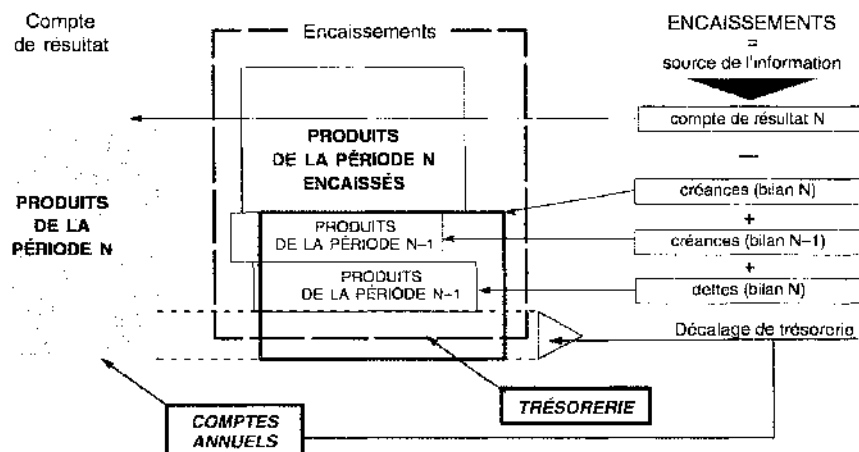 Compte
de résultat
Encaissements
ENCAISSEMENTS
=
source de l'information
compte de résultat N
—
PRODUITS
DE LA PÉRIODE N
ENCAISSÉS
créances (bilan N)
+
PRODUITS
DE LA
PÉRIODE N
PRODUITS
DE LA PÉRIODE N–1
créances (bilan N–1)
+
PRODUITS
DE LA PÉRIODE N–1
dettes (bilan N)
Décalage de trésorerie
TRÉSORERIE
COMPTES
ANNUELS